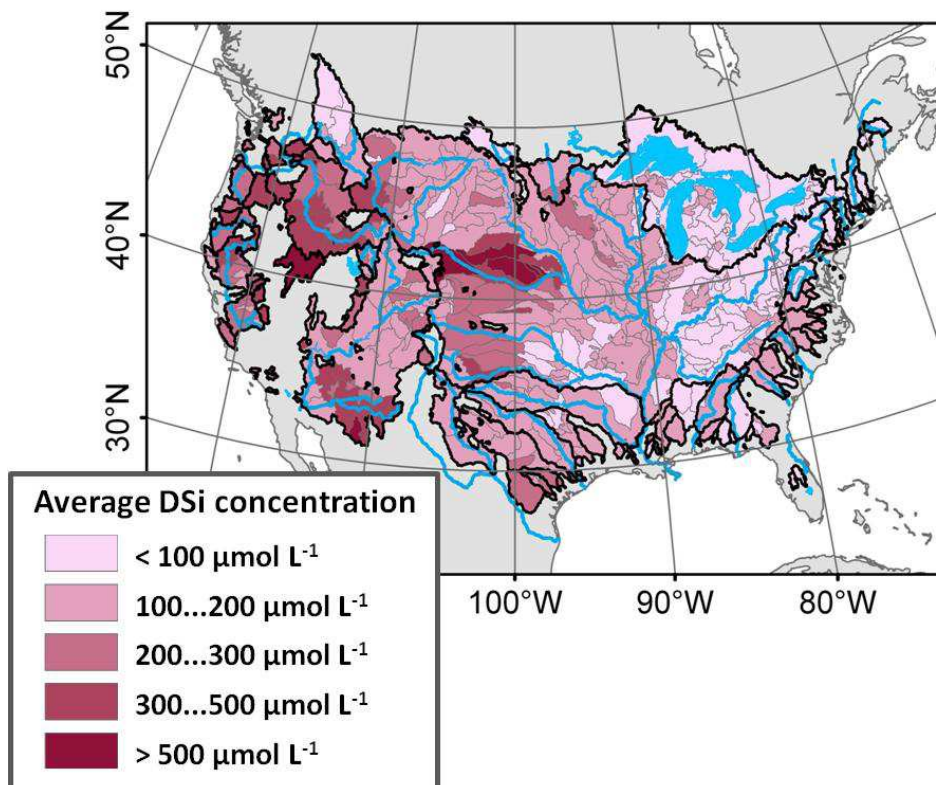 50°N
40°N
30°N
100°W 90°W 80°W
Average DSi concentration
< 100 µmol L⁻¹
100...200 µmol L⁻¹
200...300 µmol L⁻¹
300...500 µmol L⁻¹
> 500 µmol L⁻¹